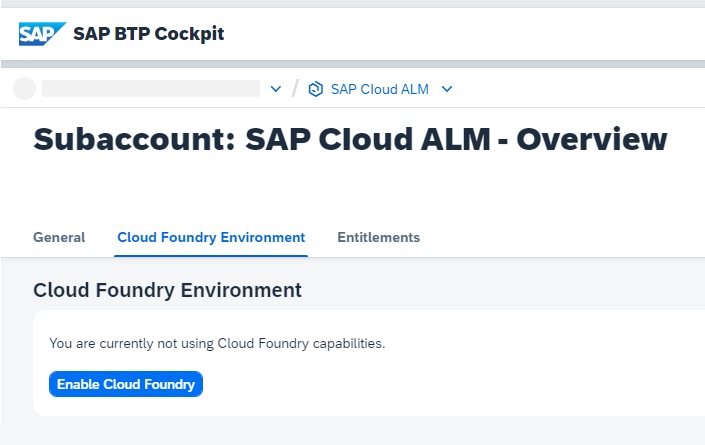 SAP SAP BTP Cockpit
/ SAP Cloud ALM
Subaccount: SAP Cloud ALM - Overview
General Cloud Foundry Environment Entitlements
Cloud Foundry Environment
You are currently not using Cloud Foundry capabilities.
Enable Cloud Foundry